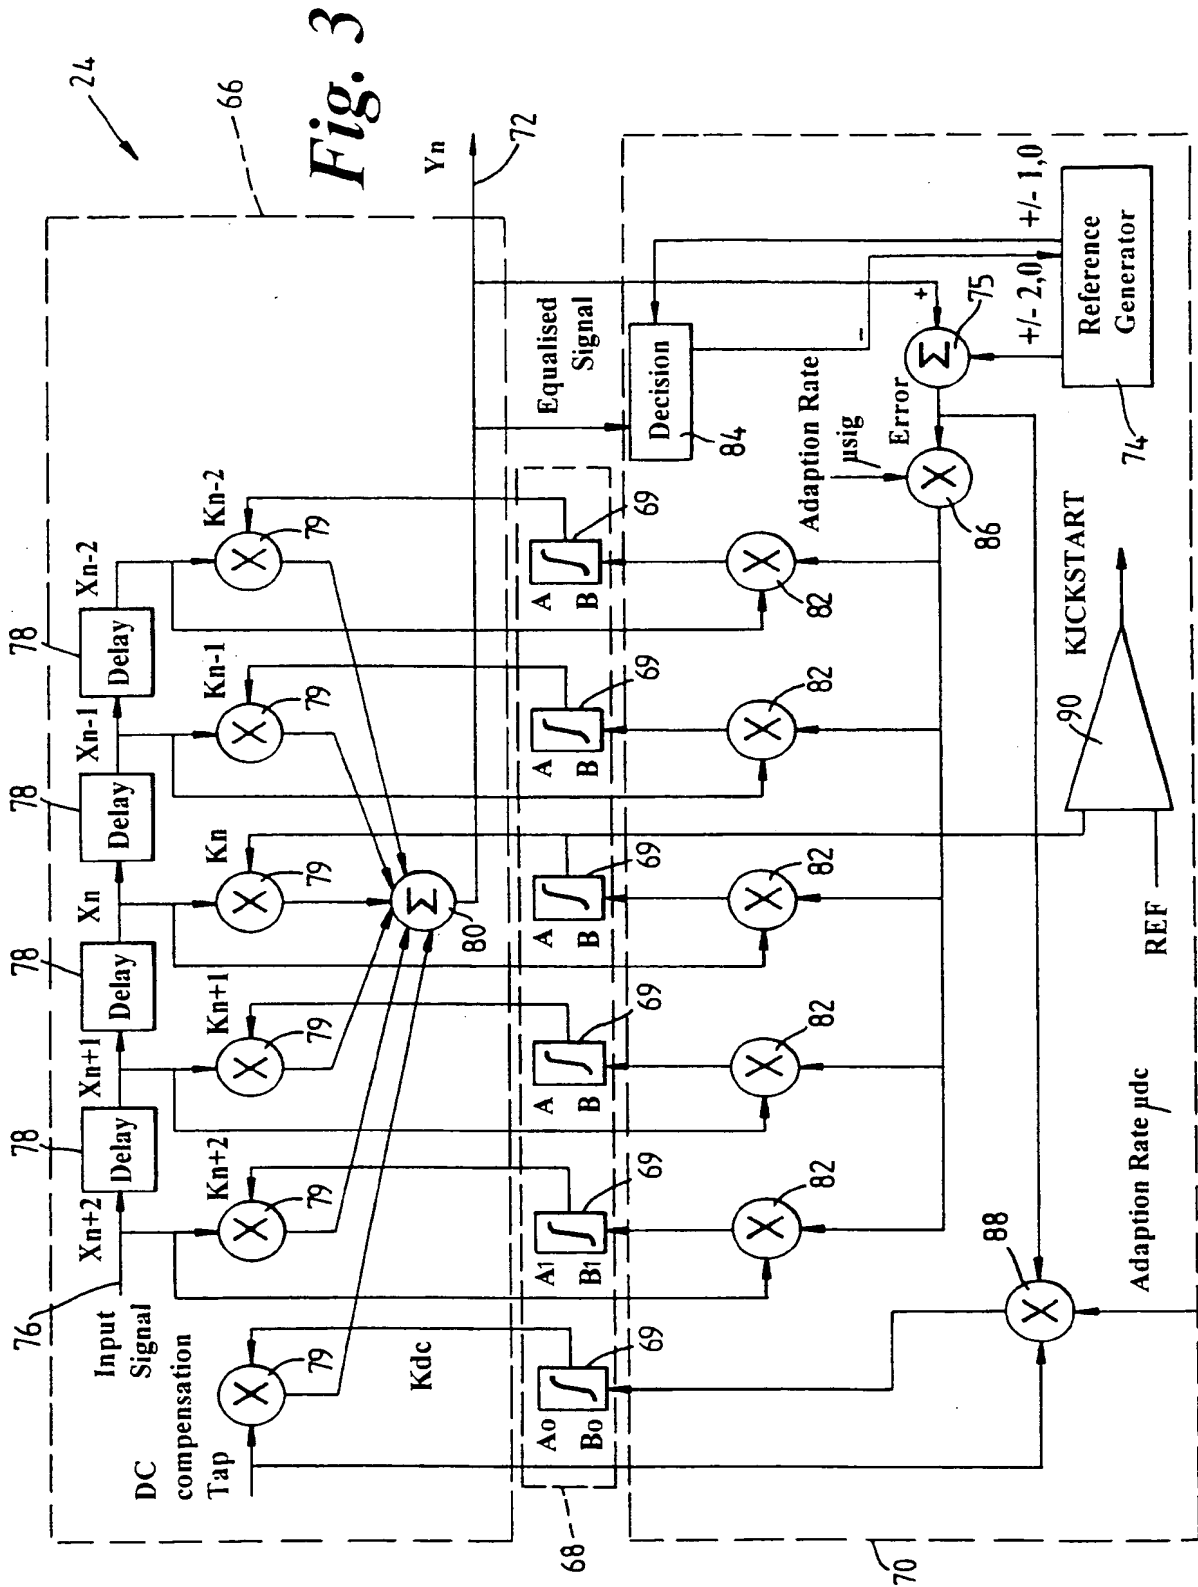 24
Fig. 3
66
78
78
78
78
76
Xn+2
Xn+1
Xn
Xn-1
Xn-2
Delay
Delay
Delay
Delay
Input
Signal
DC
compensation
Tap
Kn+2
Kn+1
Kn
Kn-1
Kn-2
79
79
79
79
79
79
X
X
X
X
X
X
Kdc
Σ
80
Yn
72
Equalised
Signal
68
Ao
Bo
∫
69
A1
B1
∫
69
A
B
∫
69
A
B
∫
69
A
B
∫
69
A
B
∫
69
Decision
84
X
82
X
82
X
82
X
82
X
82
Adaption Rate
µsig
Error
X
86
+
−
Σ
75
+/- 2,0
+/- 1,0
Reference
Generator
74
KICKSTART
90
REF
X
88
Adaption Rate µdc
70